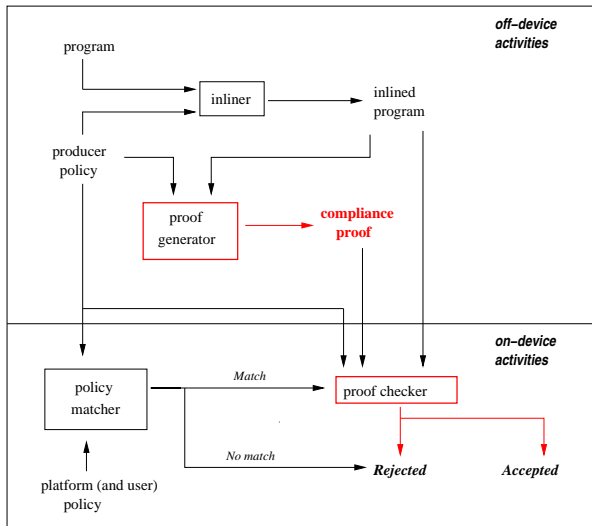 off-device
activities
program
inliner
inlined
program
producer
policy
proof
generator
compliance
proof
on-device
activities
policy
matcher
Match
proof checker
No match
Rejected
Accepted
platform (and user)
policy